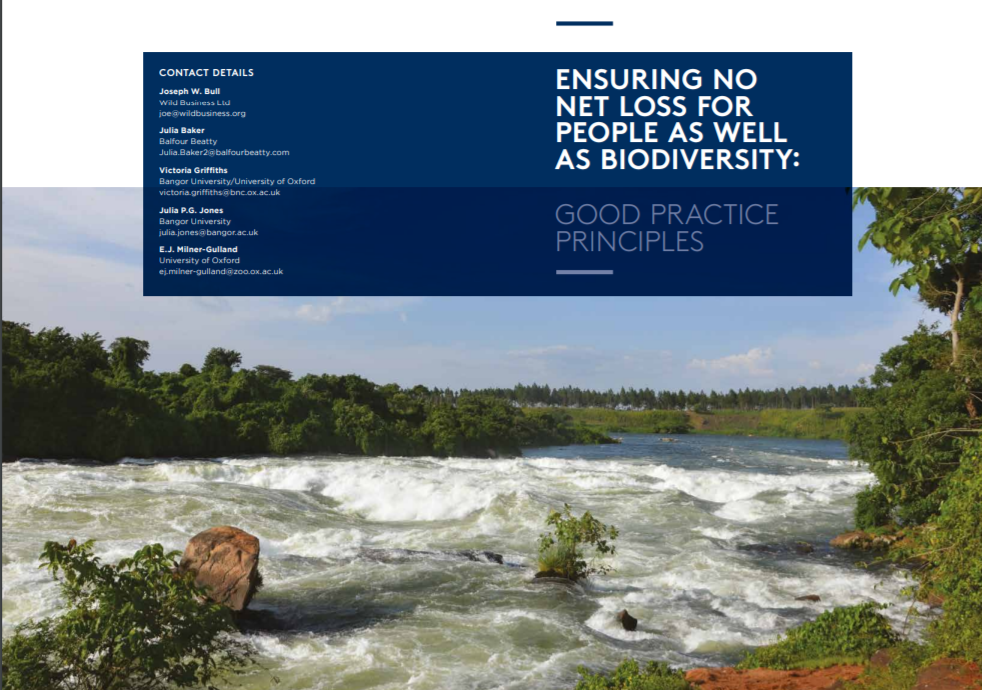 CONTACT DETAILS
Joseph W. Bull
Wild Business Ltd
joe@wildbusiness.org
Julia Baker
Balfour Beatty
Julia.Baker2@balfourbeatty.com
Victoria Griffiths
Bangor University/University of Oxford
victoria.griffiths@bnc.ox.ac.uk
Julia P.G. Jones
Bangor University
julia.jones@bangor.ac.uk
E.J. Milner-Gulland
University of Oxford
ej.milner-gulland@zoo.ox.ac.uk
ENSURING NO
NET LOSS FOR
PEOPLE AS WELL
AS BIODIVERSITY:
GOOD PRACTICE
PRINCIPLES